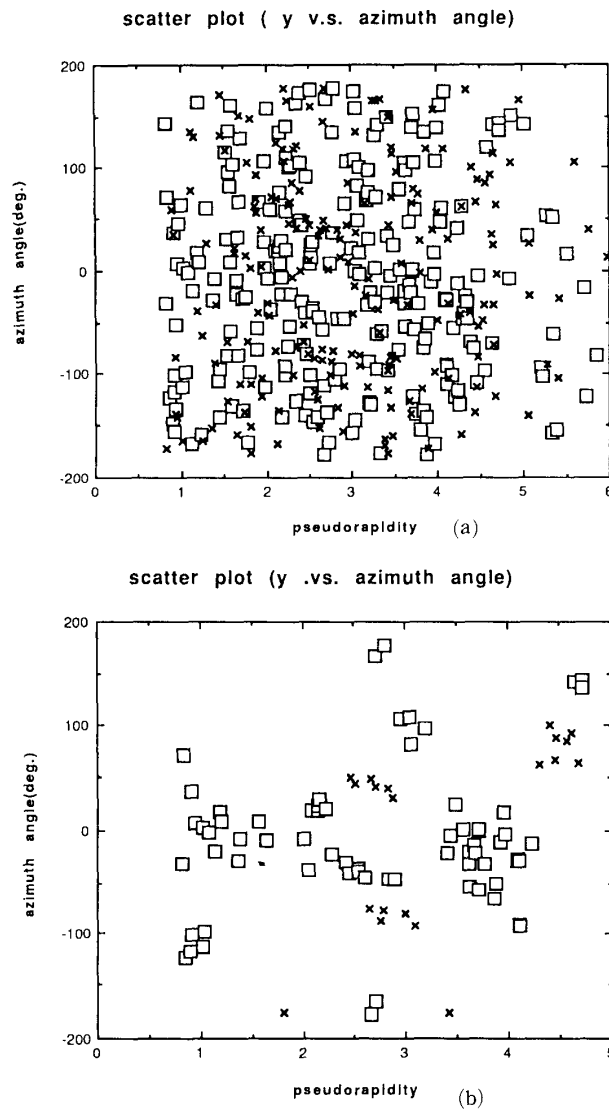 scatter plot ( y v.s. azimuth angle)
200
100
0
-100
-200
azimuth angle(deg.)
0
1
2
3
4
5
6
pseudorapidity
(a)
scatter plot (y .vs. azimuth angle)
200
100
0
-100
-200
azimuth angle(deg.)
0
1
2
3
4
5
pseudorapidity
(b)